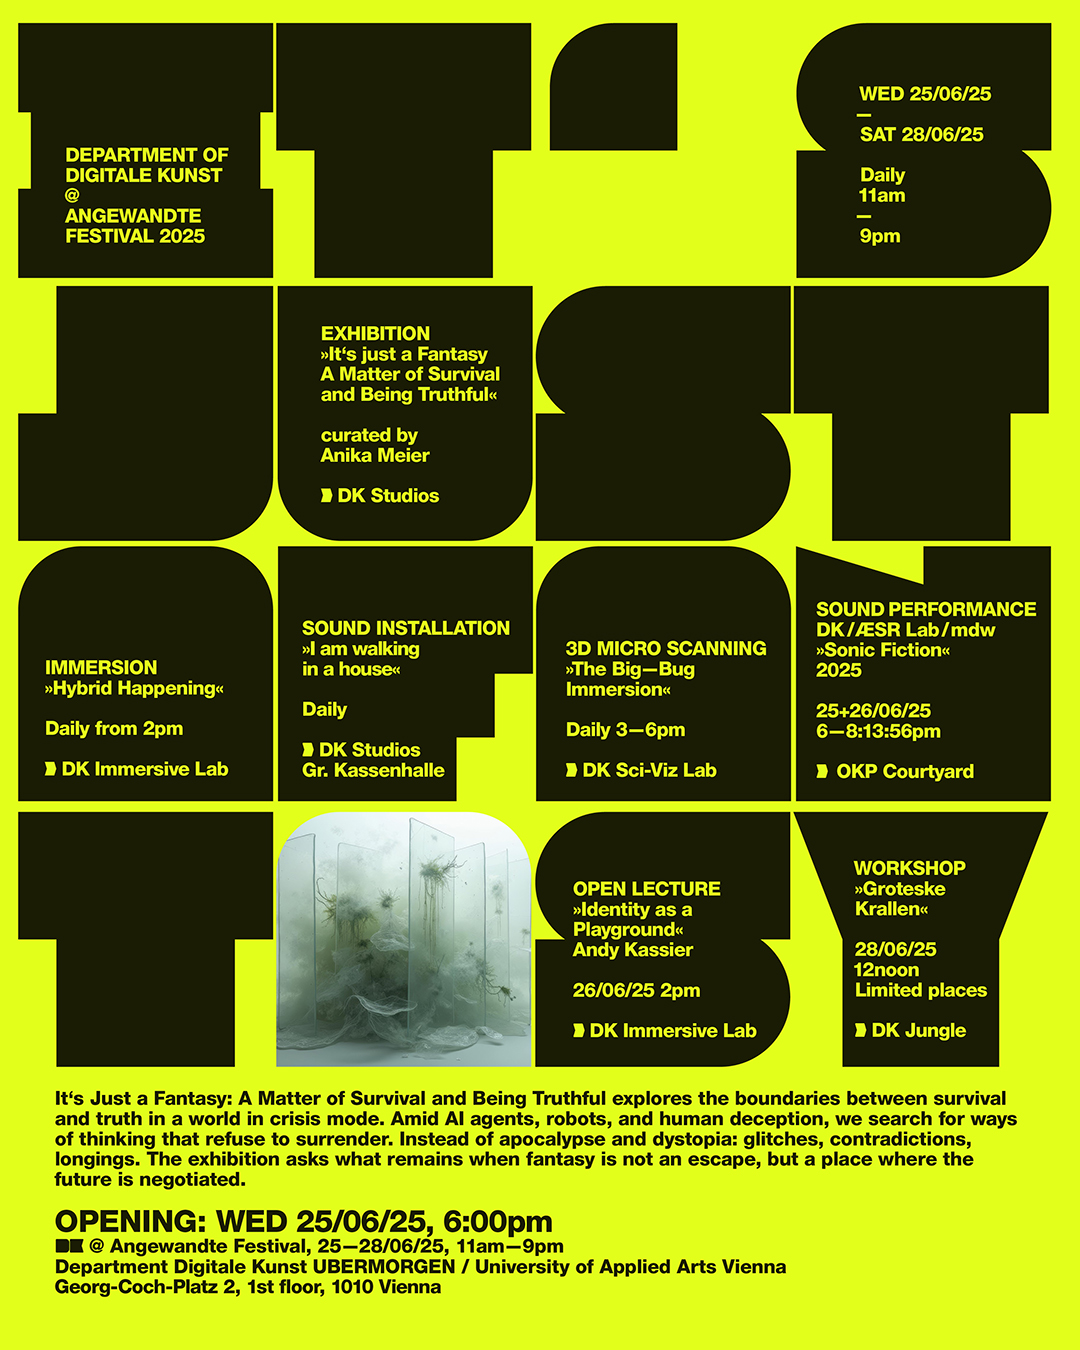 IT'S
JUST
FANTASY
DEPARTMENT OF
DIGITALE KUNST
@
ANGEWANDTE
FESTIVAL 2025
WED 25/06/25
—
SAT 28/06/25
Daily
11am
—
9pm
EXHIBITION
»It‘s just a Fantasy
A Matter of Survival
and Being Truthful«
curated by
Anika Meier
DK Studios
IMMERSION
»Hybrid Happening«
Daily from 2pm
DK Immersive Lab
SOUND INSTALLATION
»I am walking
in a house«
Daily
DK Studios
Gr. Kassenhalle
3D MICRO SCANNING
»The Big—Bug
Immersion«
Daily 3—6pm
DK Sci-Viz Lab
SOUND PERFORMANCE
DK/ÆSR Lab/mdw
»Sonic Fiction«
2025
25+26/06/25
6—8:13:56pm
OKP Courtyard
OPEN LECTURE
»Identity as a
Playground«
Andy Kassier
26/06/25 2pm
DK Immersive Lab
WORKSHOP
»Groteske
Krallen«
28/06/25
12noon
Limited places
DK Jungle
It‘s Just a Fantasy: A Matter of Survival and Being Truthful explores the boundaries between survival
and truth in a world in crisis mode. Amid AI agents, robots, and human deception, we search for ways
of thinking that refuse to surrender. Instead of apocalypse and dystopia: glitches, contradictions,
longings. The exhibition asks what remains when fantasy is not an escape, but a place where the
future is negotiated.
OPENING: WED 25/06/25, 6:00pm
DK @ Angewandte Festival, 25—28/06/25, 11am—9pm
Department Digitale Kunst UBERMORGEN / University of Applied Arts Vienna
Georg-Coch-Platz 2, 1st floor, 1010 Vienna